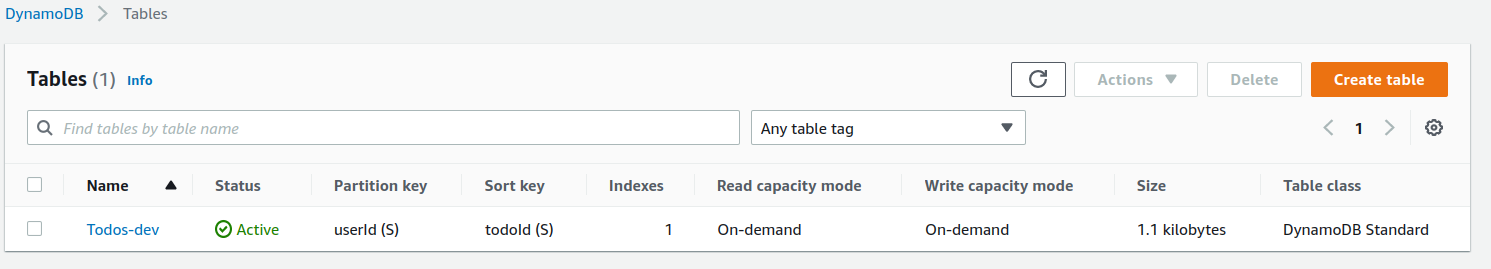 DynamoDB Tables
Tables (1) Info Actions Delete Create table
Find tables by table name Any table tag 1
Name Status Partition key Sort key Indexes Read capacity mode Write capacity mode Size Table class
Todos-dev Active userId (S) todoId (S) 1 On-demand On-demand 1.1 kilobytes DynamoDB Standard